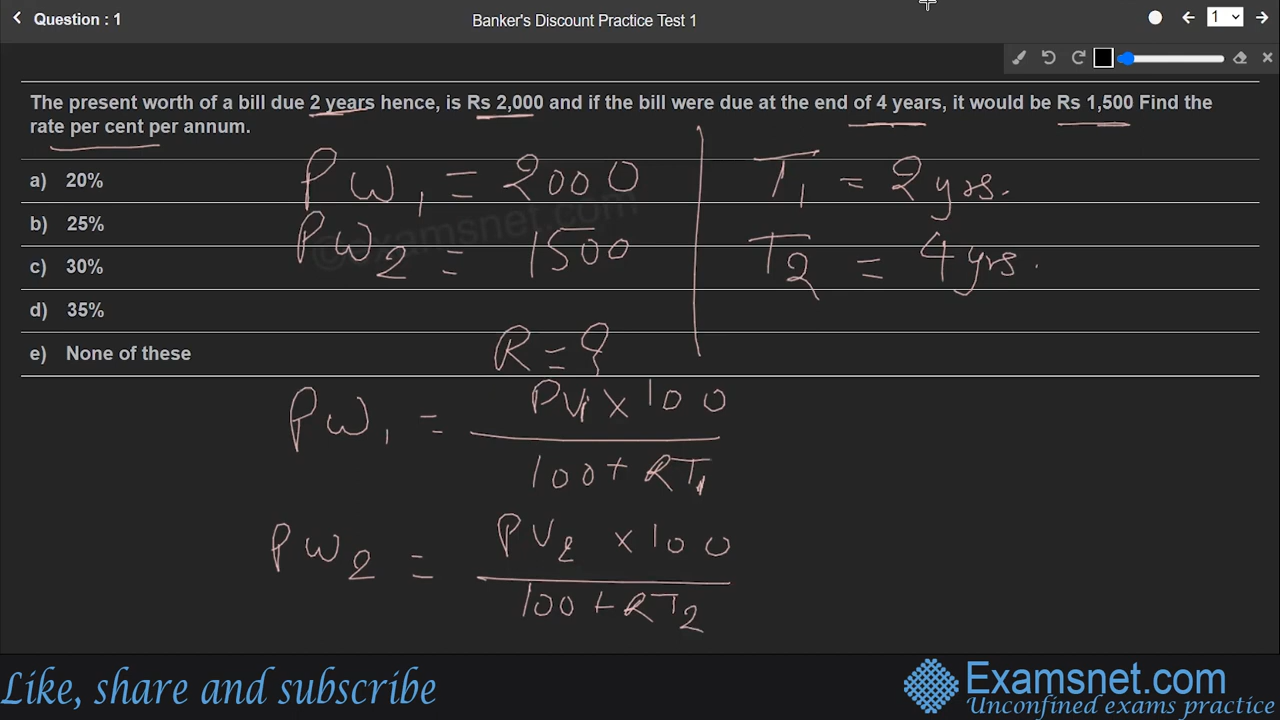 Question : 1
Banker's Discount Practice Test 1
1
The present worth of a bill due 2 years hence, is Rs 2,000 and if the bill were due at the end of 4 years, it would be Rs 1,500 Find the
rate per cent per annum.
a) 20%
b) 25%
c) 30%
d) 35%
e) None of these
©examsnet.com
PW₁ = 2000
T₁ = 2 yrs.
PW₂ = 1500
T₂ = 4 yrs.
R = ?
PW₁ = PV₁ × 100
100 + RT₁
PW₂ = PV₂ × 100
100 + RT₂
Like, share and subscribe
Examsnet.com
Unconfined exams practice